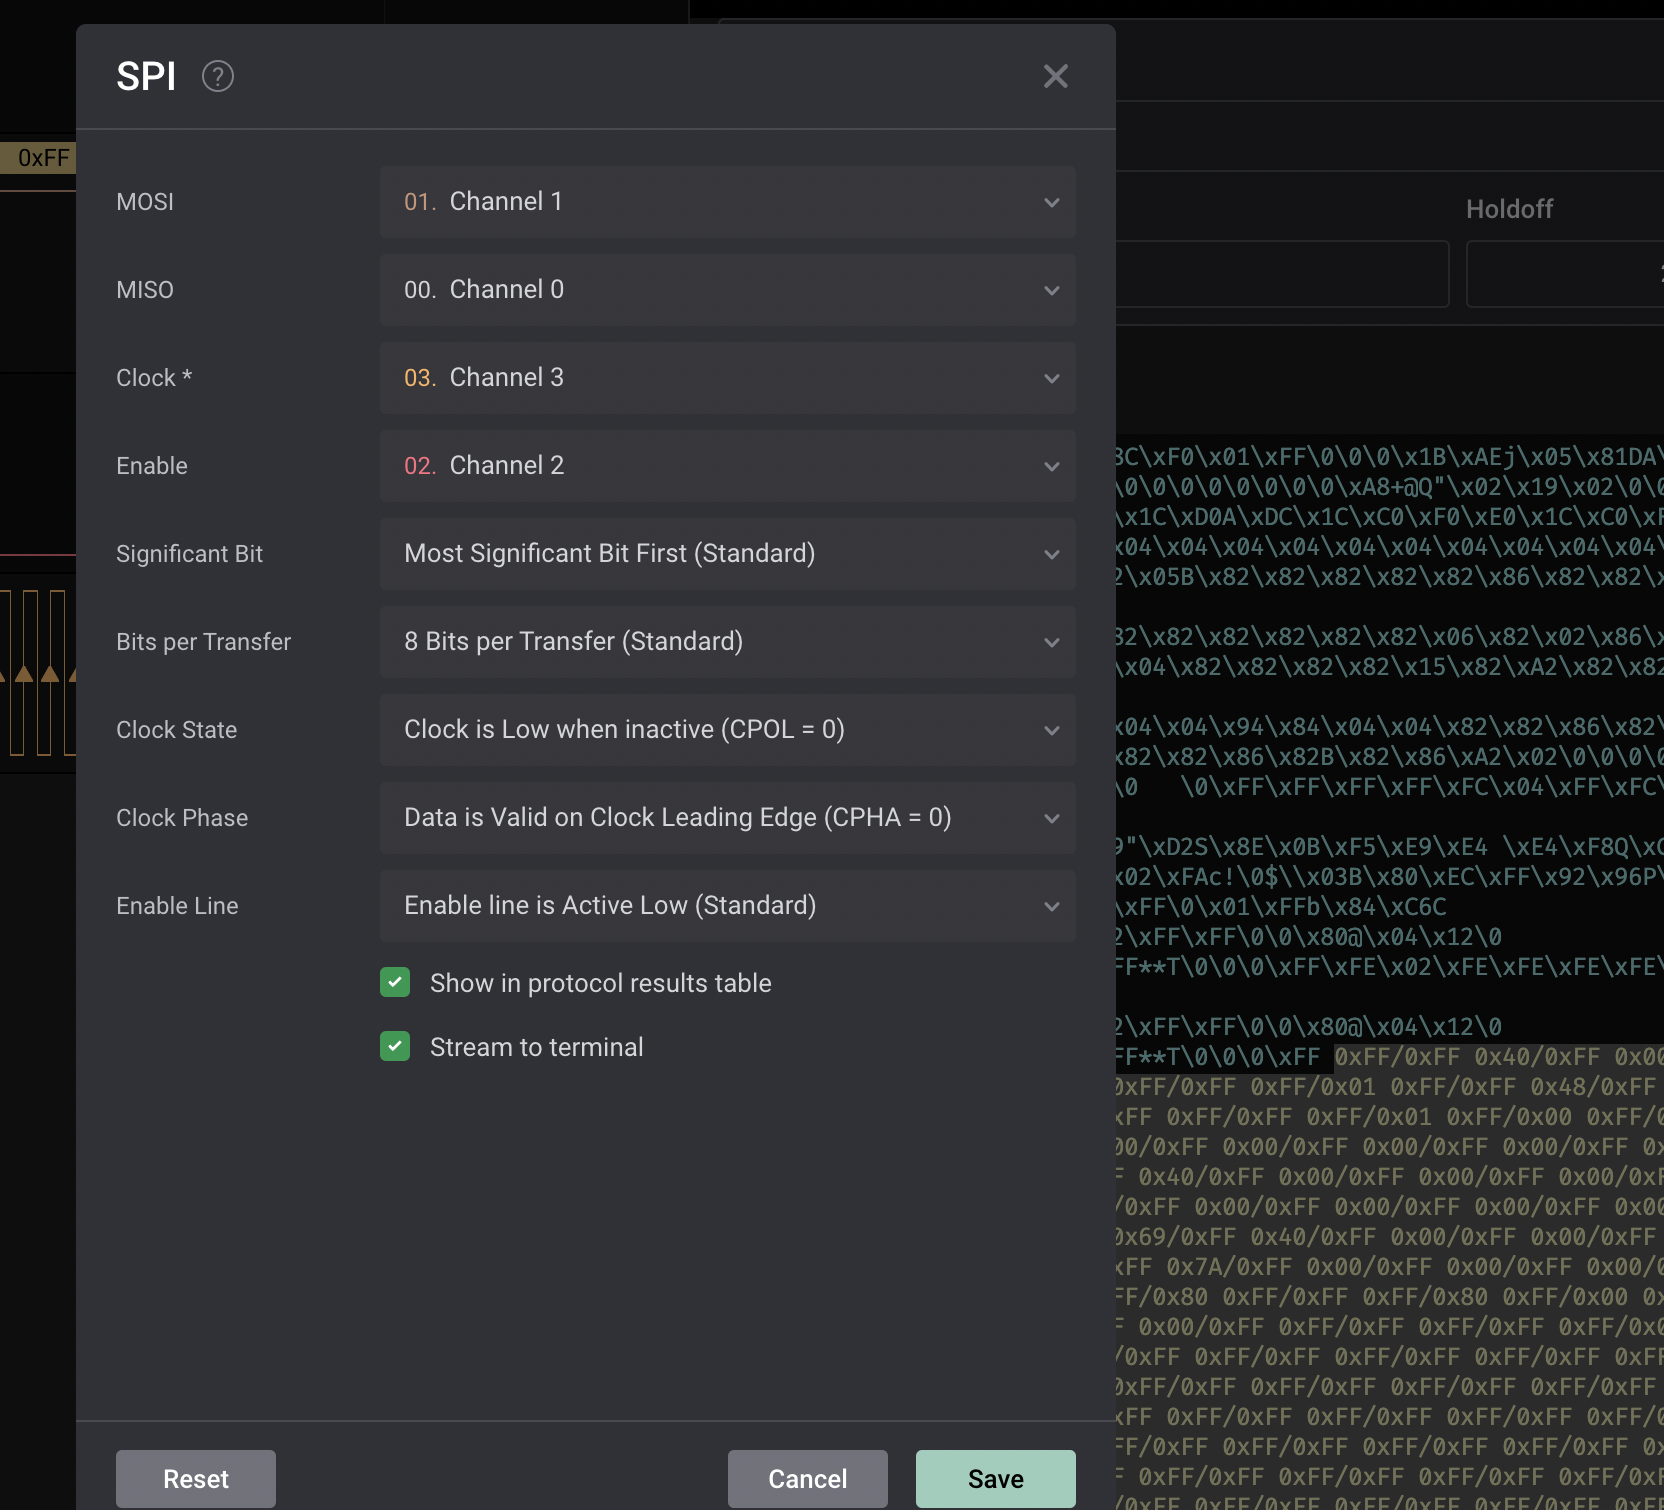 SPI ?
0xFF
MOSI 01. Channel 1
Holdoff
MISO 00. Channel 0
Clock * 03. Channel 3
Enable 02. Channel 2
Significant Bit Most Significant Bit First (Standard)
Bits per Transfer 8 Bits per Transfer (Standard)
Clock State Clock is Low when inactive (CPOL = 0)
Clock Phase Data is Valid on Clock Leading Edge (CPHA = 0)
Enable Line Enable line is Active Low (Standard)
Show in protocol results table
Stream to terminal
Reset Cancel Save
C\xF0\x01\xFF\0\0\0\x1B\xAEj\x05\x81DA\
\0\0\0\0\0\0\0\0\xA8+@Q"\x02\x19\x02\0\0
\x1C\xD0A\xDC\x1C\xC0\xF0\xE0\x1C\xC0\xF
x04\x04\x04\x04\x04\x04\x04\x04\x04\x04\
2\x05B\x82\x82\x82\x82\x82\x86\x82\x82\x
82\x82\x82\x82\x82\x82\x06\x82\x02\x86\x
\x04\x82\x82\x82\x82\x15\x82\xA2\x82\x82
x04\x04\x94\x84\x04\x04\x82\x82\x86\x82\
x82\x82\x86\x82B\x82\x86\xA2\x02\0\0\0\0
\0 \0\xFF\xFF\xFF\xFF\xFC\x04\xFF\xFC\
9"\xD2S\x8E\x0B\xF5\xE9\xE4 \xE4\xF8Q\x
x02\xFAc!\0$\\x03B\x80\xEC\xFF\x92\x96P\
\xFF\0\x01\xFFb\x84\xC6C
2\xFF\xFF\0\0\x80@\x04\x12\0
FF**T\0\0\0\xFF\xFE\x02\xFE\xFE\xFE\xFE\
2\xFF\xFF\0\0\x80@\x04\x12\0
FF**T\0\0\0\xFF 0xFF/0xFF 0x40/0xFF 0x00
0xFF/0xFF 0xFF/0x01 0xFF/0xFF 0x48/0xFF
xFF 0xFF/0xFF 0xFF/0x01 0xFF/0x00 0xFF/0
00/0xFF 0x00/0xFF 0x00/0xFF 0x00/0xFF 0x
F 0x40/0xFF 0x00/0xFF 0x00/0xFF 0x00/0xF
/0xFF 0x00/0xFF 0x00/0xFF 0x00/0xFF 0x00
0x69/0xFF 0x40/0xFF 0x00/0xFF 0x00/0xFF
xFF 0x7A/0xFF 0x00/0xFF 0x00/0xFF 0x00/0
FF/0x80 0xFF/0xFF 0xFF/0x80 0xFF/0x00 0x
F 0x00/0xFF 0xFF/0xFF 0xFF/0xFF 0xFF/0x0
/0xFF 0xFF/0xFF 0xFF/0xFF 0xFF/0xFF 0xFF
0xFF/0xFF 0xFF/0xFF 0xFF/0xFF 0xFF/0xFF
xFF 0xFF/0xFF 0xFF/0xFF 0xFF/0xFF 0xFF/
FF/0xFF 0xFF/0xFF 0xFF/0xFF 0xFF/0xFF 0x
F 0xFF/0xFF 0xFF/0xFF 0xFF/0xFF 0xFF/0xF
/0xFF 0xFF/0xFF 0xFF/0xFF 0xFF/0xFF 0xFF